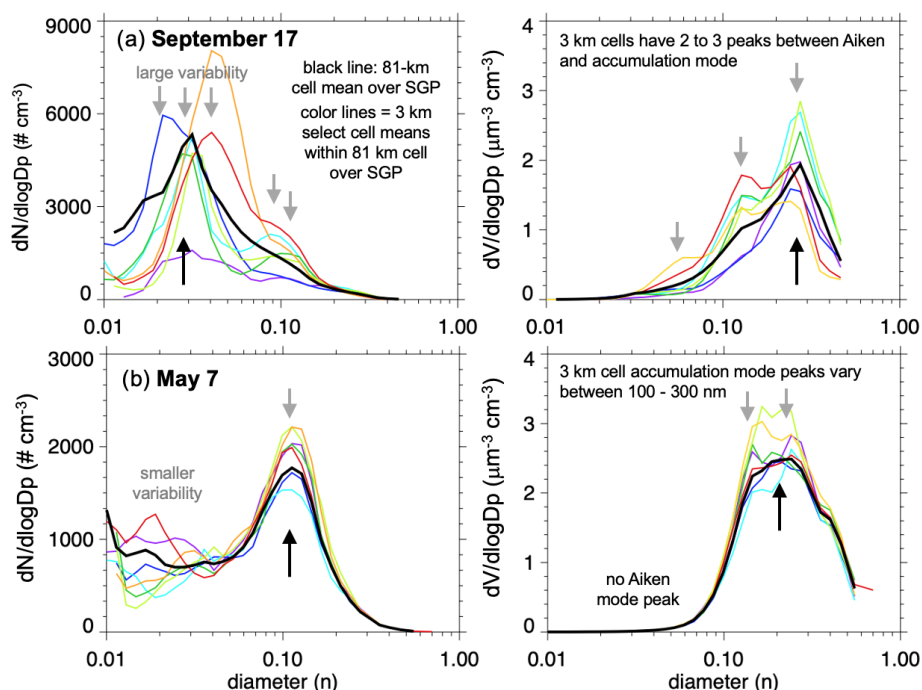 (a) September 17
large variability
black line: 81-km
cell mean over SGP
color lines = 3 km
select cell means
within 81 km cell
over SGP
dN/dlogDp (# cm-3)
9000
6000
3000
0
0.01
0.10
1.00
3 km cells have 2 to 3 peaks between Aiken
and accumulation mode
dV/dlogDp (μm-3 cm-3)
4
3
2
1
0
0.01
0.10
1.00
(b) May 7
smaller
variability
dN/dlogDp (# cm-3)
3000
2000
1000
0
0.01
0.10
1.00
diameter (n)
3 km cell accumulation mode peaks vary
between 100 - 300 nm
no Aiken
mode peak
dV/dlogDp (μm-3 cm-3)
4
3
2
1
0
0.01
0.10
1.00
diameter (n)